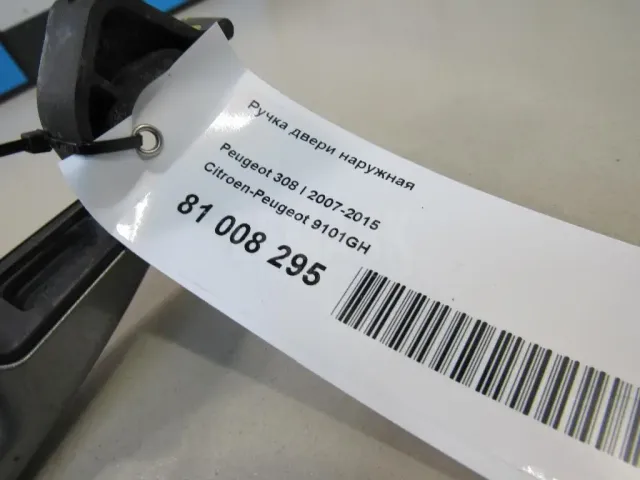 Ручка двери наружная
Peugeot 308 I 2007-2015
Citroen-Peugeot 9101GH
81 008 295